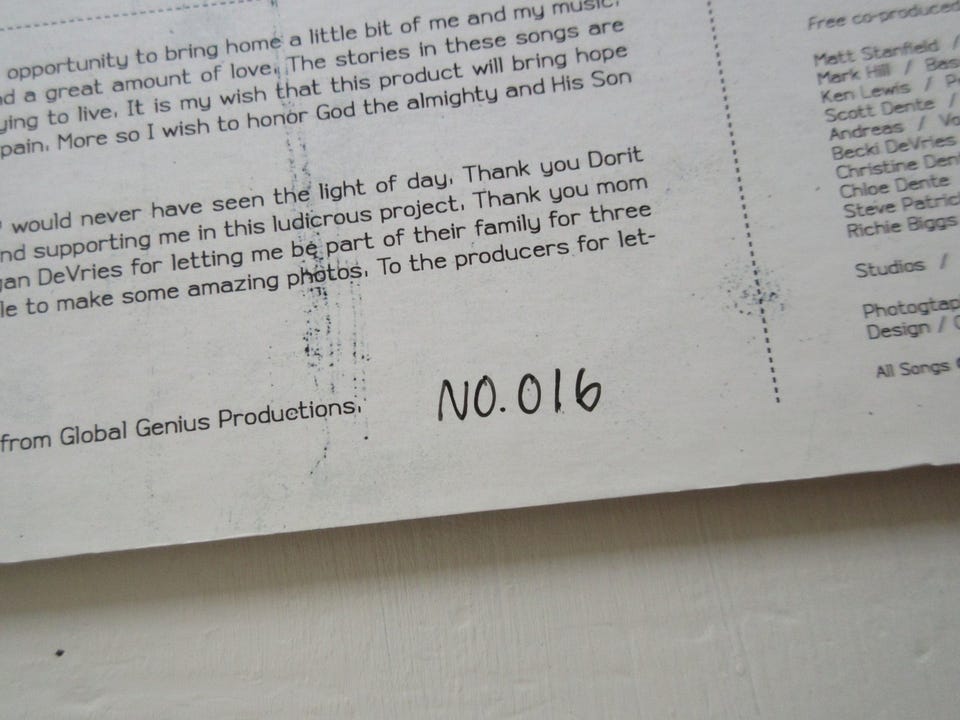 opportunity to bring home a little bit of me and my music.
a great amount of love. The stories in these songs are
to live. It is my wish that this product will bring hope
pain. More so I wish to honor God the almighty and His Son
would never have seen the light of day. Thank you Dorit
supporting me in this ludicrous project. Thank you mom
DeVries for letting me be part of their family for three
to make some amazing photos. To the producers for let-
from Global Genius Productions.
NO. 016
Free co-produced
Matt Stanfield /
Mark Hill / Bas
Ken Lewis /
Scott Dente /
Andreas / Vo
Becki DeVries
Christine Den
Chloe Dente
Steve Patric
Richie Biggs
Studios /
Photogtap
Design /
All Songs